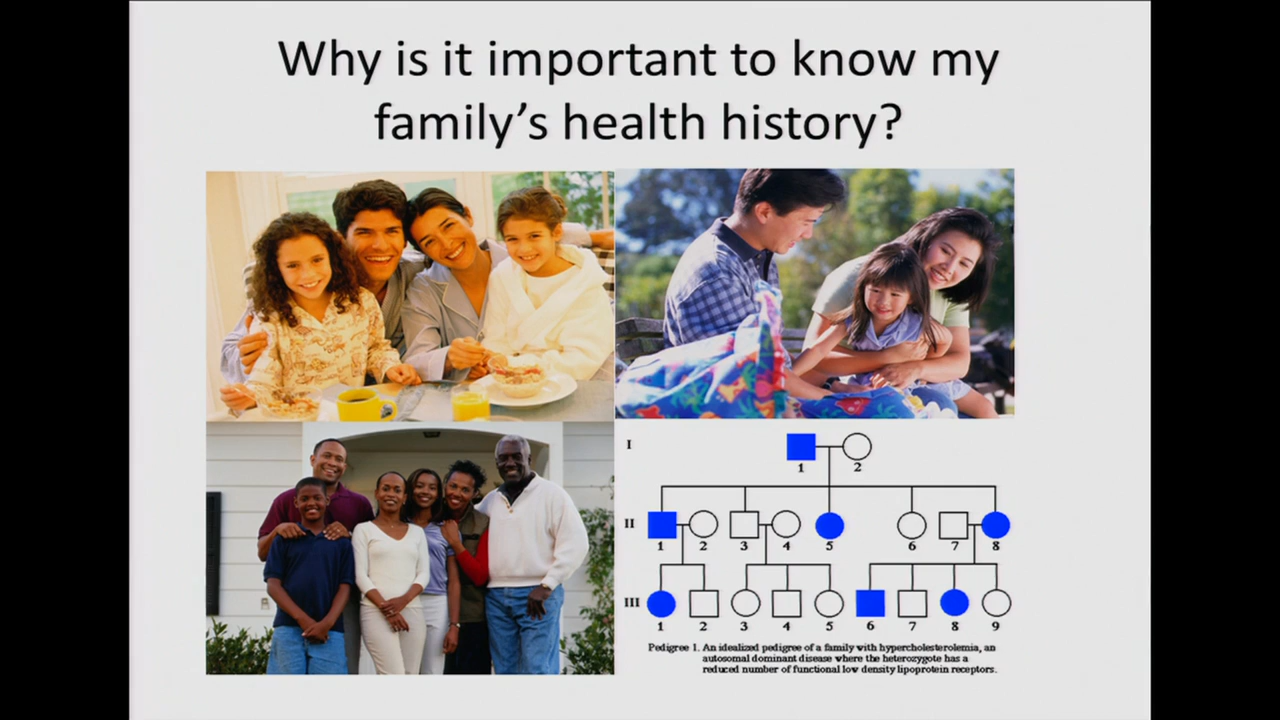 Why is it important to know my
family's health history?
I
1
2
II
1
2
3
4
5
6
7
8
III
1
2
3
4
5
6
7
8
9
Pedigree 1. An idealized pedigree of a family with hypercholesterolemia, an
autosomal dominant disease where the heterozygote has a
reduced number of functional low density lipoprotein receptors.